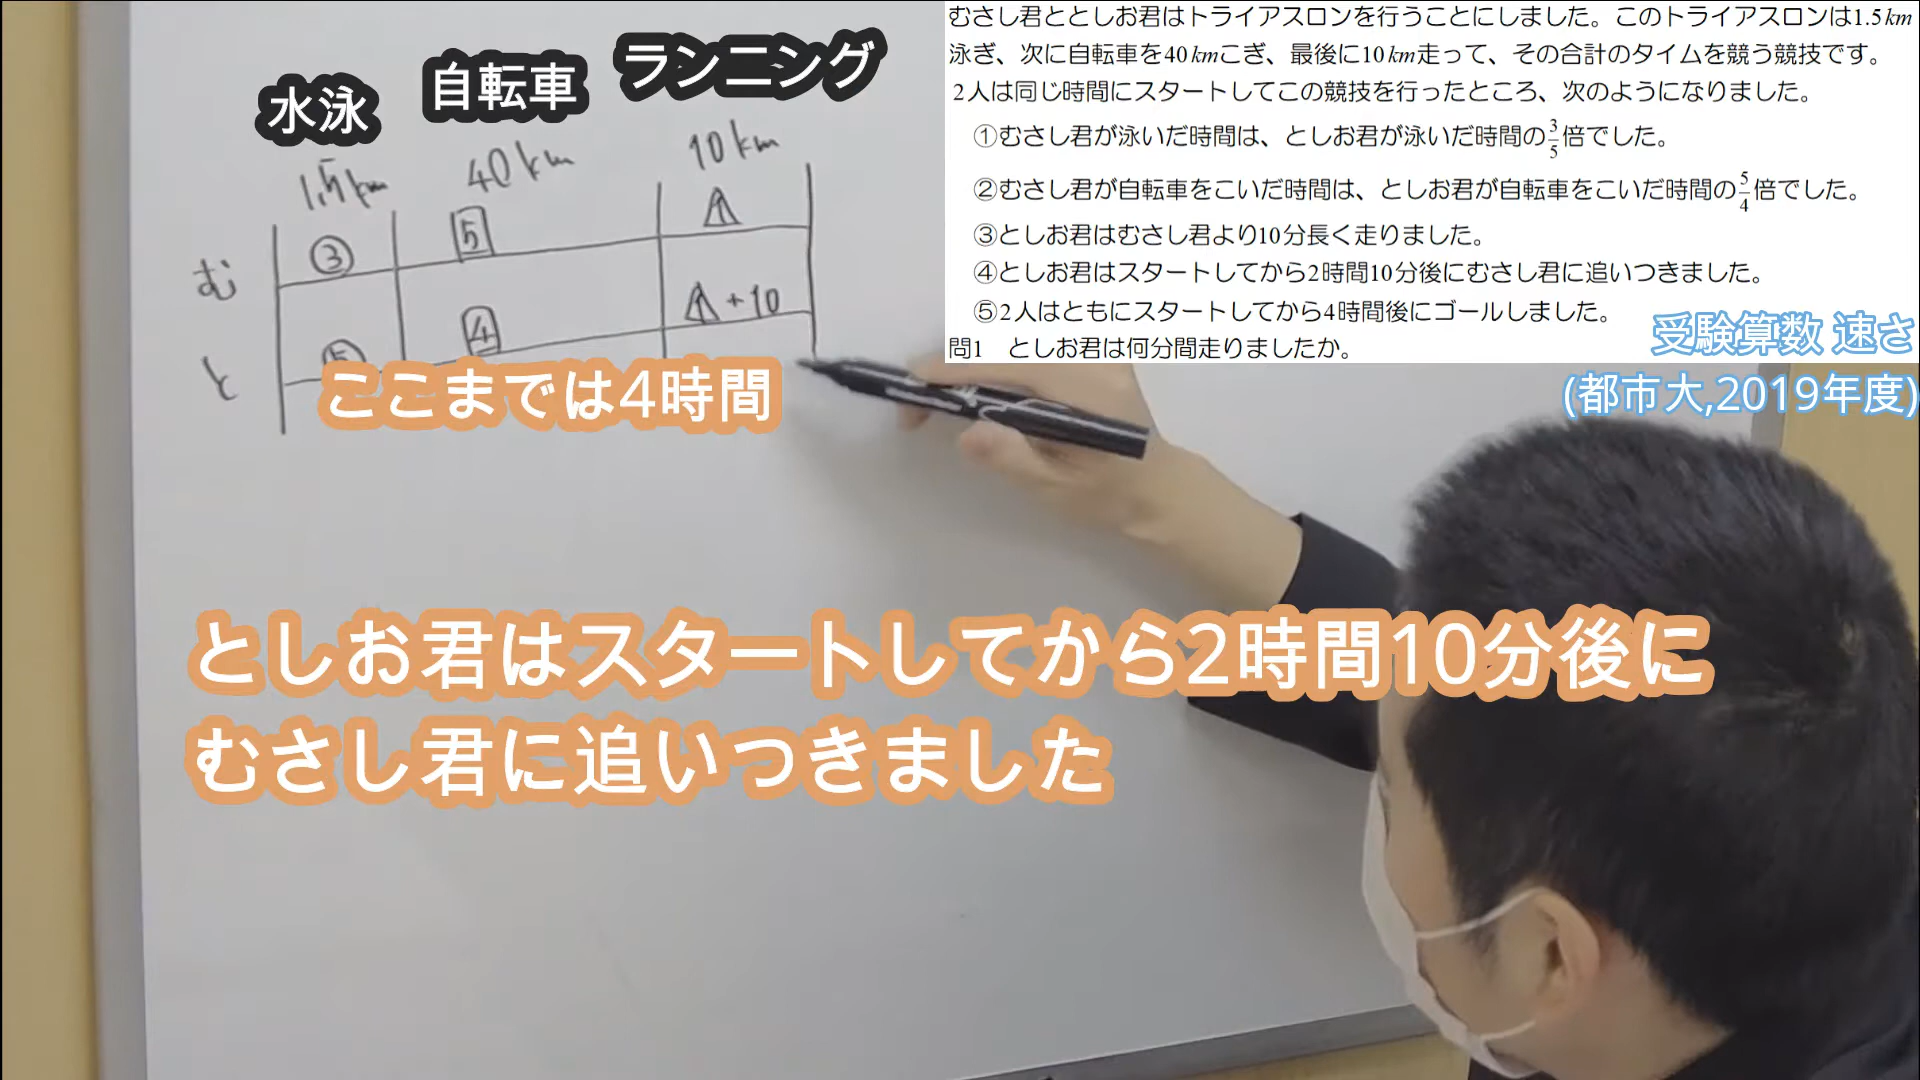 むさし君ととしお君はトライアスロンを行うことにしました。このトライアスロンは1.5km
泳ぎ、次に自転車を40kmこぎ、最後に10km走って、その合計のタイムを競う競技です。
2人は同じ時間にスタートしてこの競技を行ったところ、次のようになりました。
①むさし君が泳いだ時間は、としお君が泳いだ時間の3/5倍でした。
②むさし君が自転車をこいだ時間は、としお君が自転車をこいだ時間の5/4倍でした。
③としお君はむさし君より10分長く走りました。
④としお君はスタートしてから2時間10分後にむさし君に追いつきました。
⑤2人はともにスタートしてから4時間後にゴールしました。
問1 としお君は何分間走りましたか。
受験算数 速さ
(都市大,2019年度)
水泳 自転車 ランニング
1.5km 40km 10km
む ③ 5 1
と ⑤ 4 1+10
ここまでは4時間
としお君はスタートしてから2時間10分後に
むさし君に追いつきました